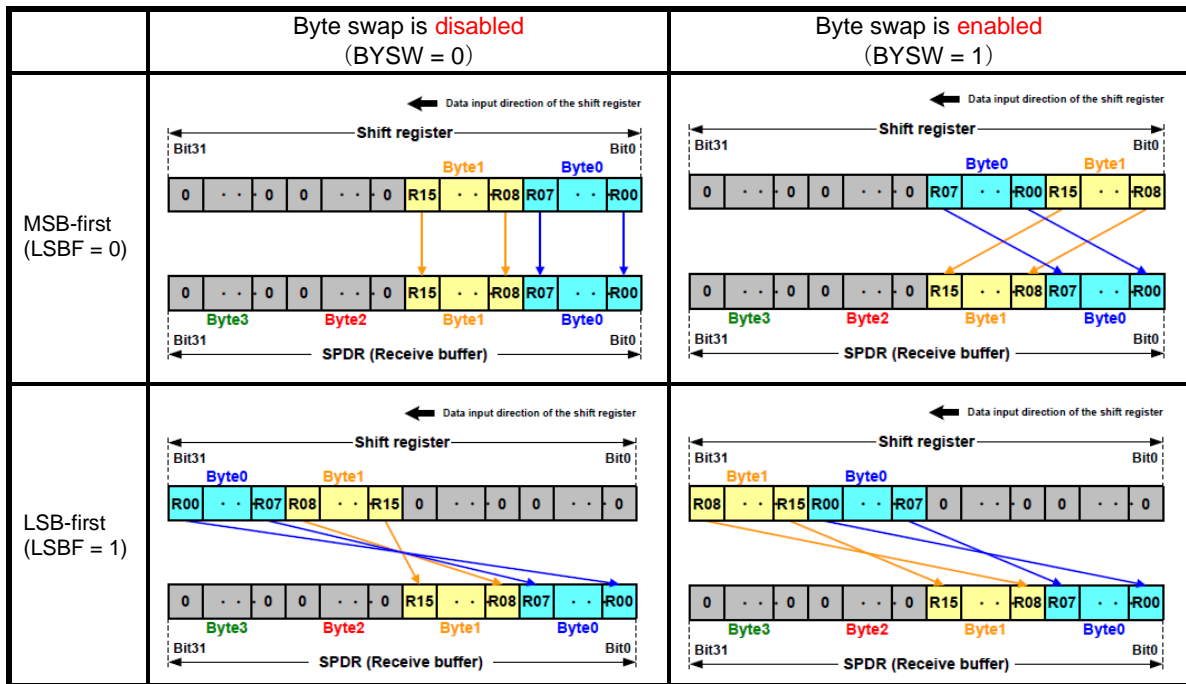 Byte swap is disabled
（BYSW = 0）
Byte swap is enabled
（BYSW = 1）
MSB-first
(LSBF = 0)
Data input direction of the shift register
Shift register
Bit31 Bit0
Byte1 Byte0
0 · · · 0 0 · · · 0 R15 · · · R08 R07 · · · R00
0 · · · 0 0 · · · 0 R15 · · · R08 R07 · · · R00
Byte3 Byte2 Byte1 Byte0
Bit31 Bit0
SPDR (Receive buffer)
Data input direction of the shift register
Shift register
Bit31 Bit0
Byte0 Byte1
0 · · · 0 0 · · · 0 R07 · · · R00 R15 · · · R08
0 · · · 0 0 · · · 0 R15 · · · R08 R07 · · · R00
Byte3 Byte2 Byte1 Byte0
Bit31 Bit0
SPDR (Receive buffer)
LSB-first
(LSBF = 1)
Data input direction of the shift register
Shift register
Bit31 Bit0
Byte0 Byte1
R00 · · · R07 R08 · · · R15 0 · · · 0 0 · · · 0
0 · · · 0 0 · · · 0 R15 · · · R08 R07 · · · R00
Byte3 Byte2 Byte1 Byte0
Bit31 Bit0
SPDR (Receive buffer)
Data input direction of the shift register
Shift register
Bit31 Bit0
Byte1 Byte0
R08 · · · R15 R00 · · · R07 0 · · · 0 0 · · · 0
0 · · · 0 0 · · · 0 R15 · · · R08 R07 · · · R00
Byte3 Byte2 Byte1 Byte0
Bit31 Bit0
SPDR (Receive buffer)